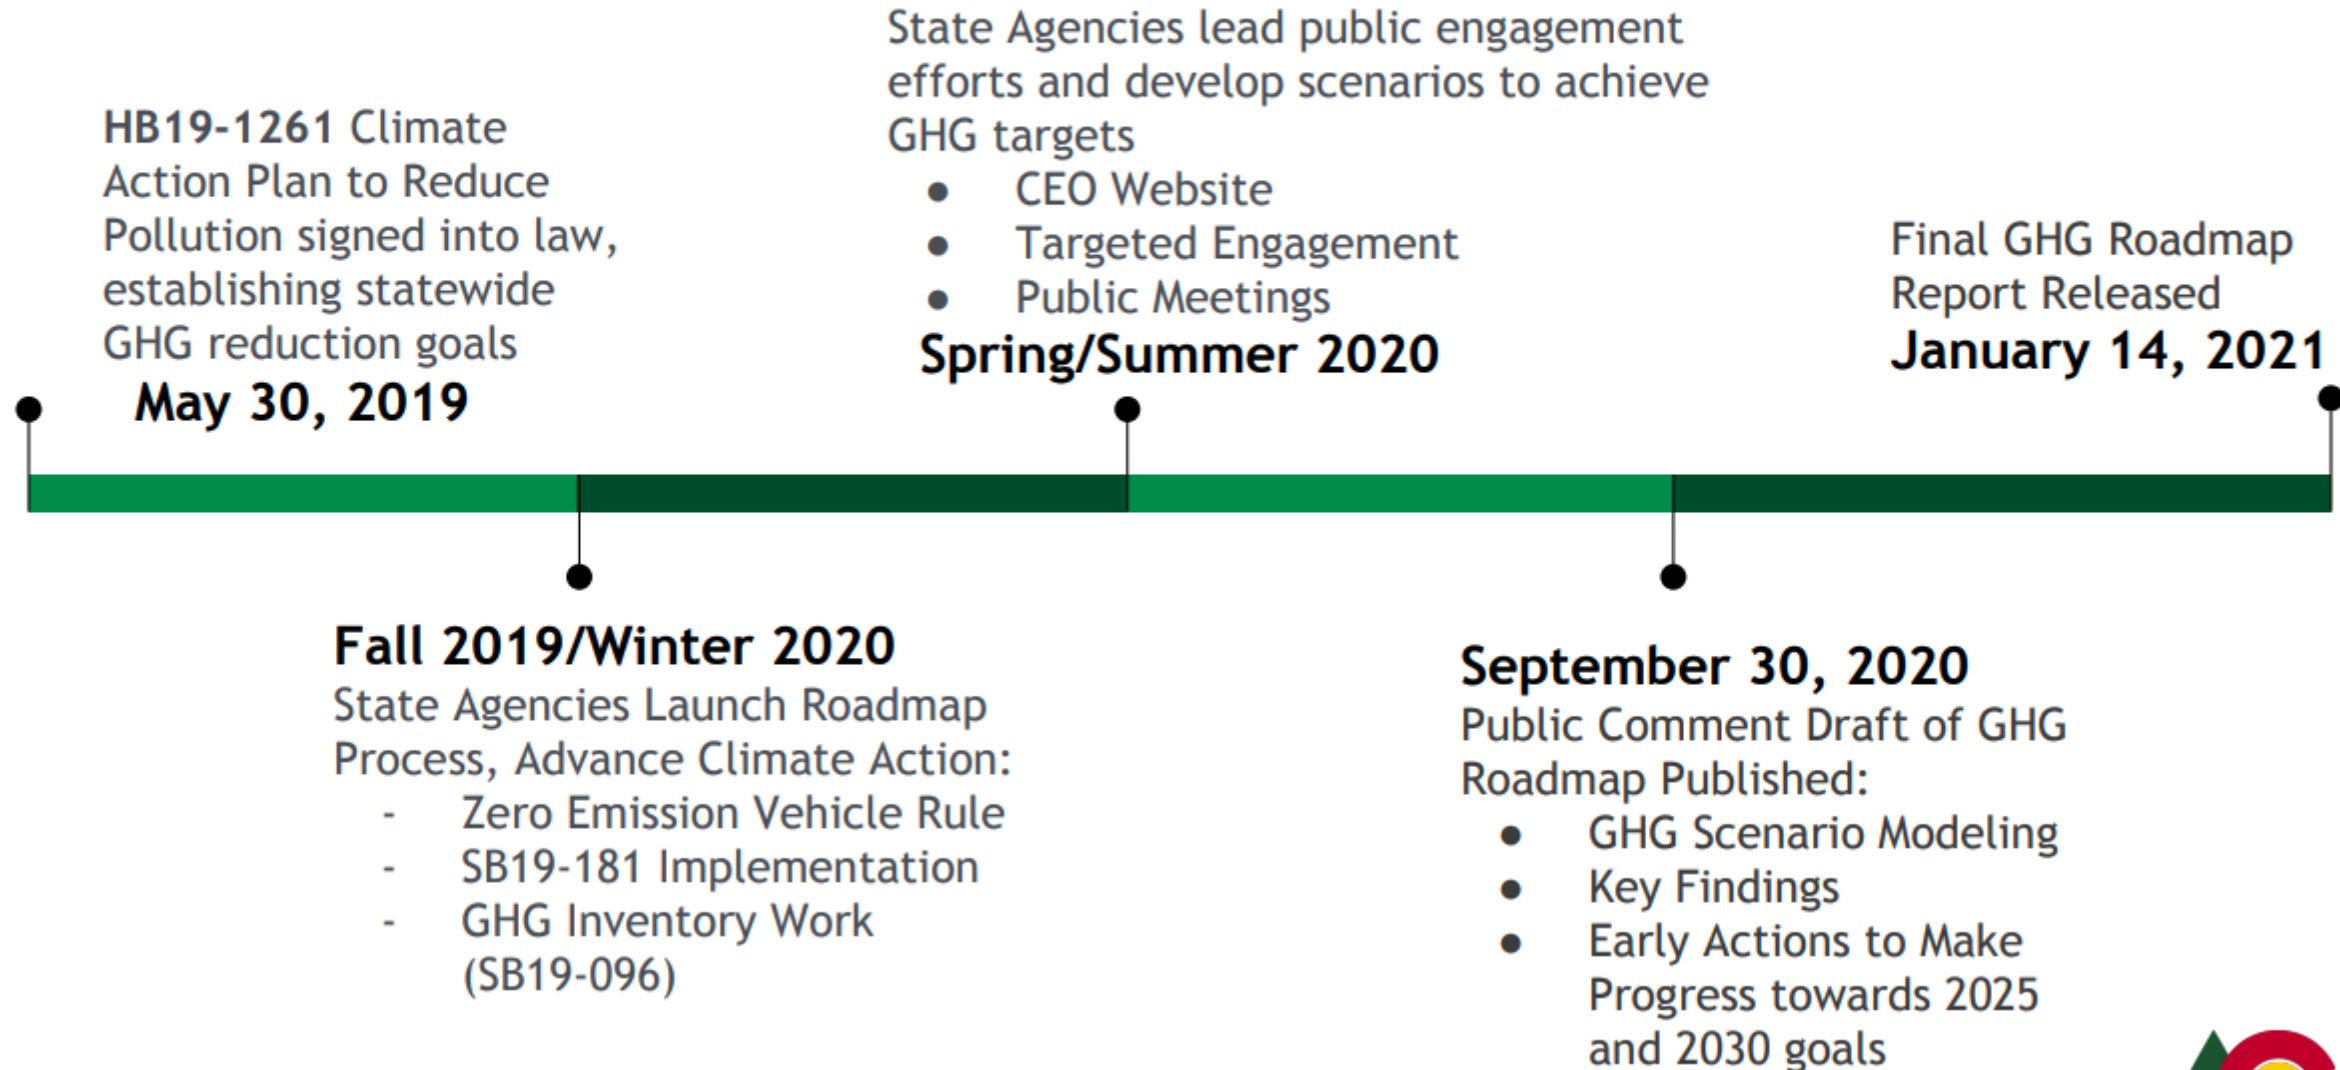 HB19-1261 Climate
Action Plan to Reduce
Pollution signed into law,
establishing statewide
GHG reduction goals
May 30, 2019
Fall 2019/Winter 2020
State Agencies Launch Roadmap
Process, Advance Climate Action:
- Zero Emission Vehicle Rule
- SB19-181 Implementation
- GHG Inventory Work
(SB19-096)
State Agencies lead public engagement
efforts and develop scenarios to achieve
GHG targets
● CEO Website
● Targeted Engagement
● Public Meetings
Spring/Summer 2020
September 30, 2020
Public Comment Draft of GHG
Roadmap Published:
● GHG Scenario Modeling
● Key Findings
● Early Actions to Make
Progress towards 2025
and 2030 goals
Final GHG Roadmap
Report Released
January 14, 2021